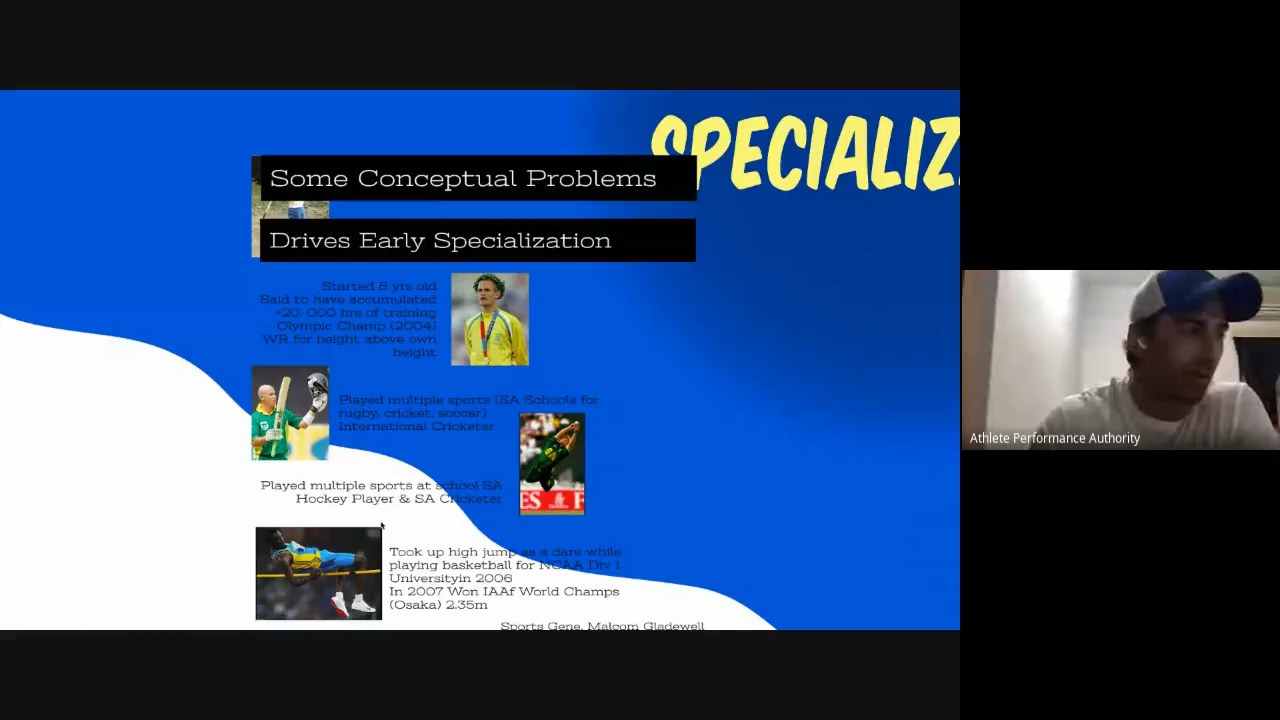 SPECIALIZ
Some Conceptual Problems
Drives Early Specialization
Started 8 yrs old
Said to have accumulated
>20, 000 hrs of training
Olympic Champ (2004)
WR for height above own
height
Played multiple sports (SA Schools for
rugby, cricket, soccer)
International Cricketer
Played multiple sports at school SA
Hockey Player & SA Cricketer
ES & F
Took up high jump as a dare while
playing basketball for NCAA Div I
Universityin 2006
In 2007 Won IAAf World Champs
(Osaka) 2.35m
Sports Gene, Malcom Gladewell
Athlete Performance Authority